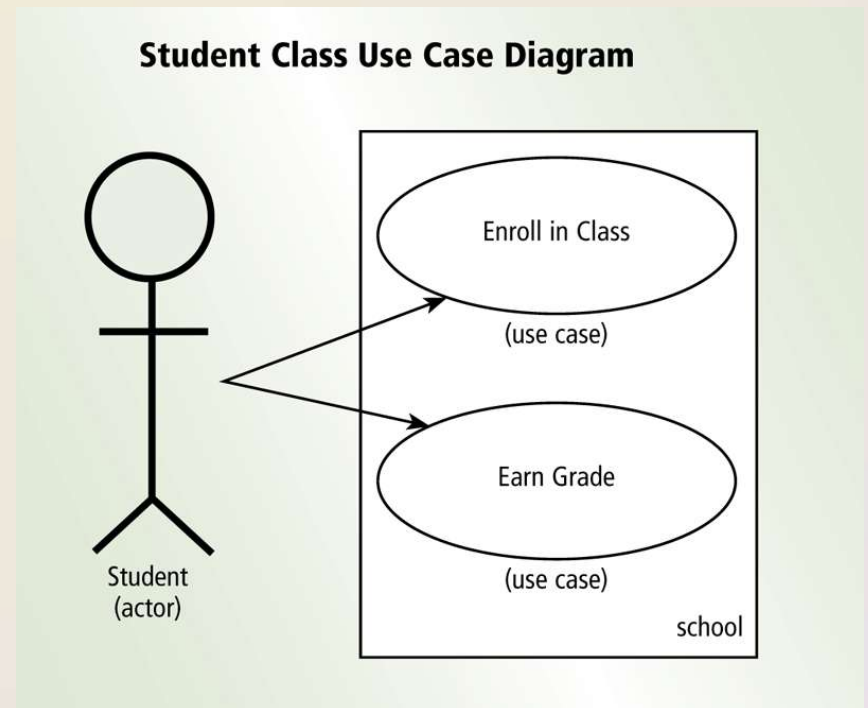 Student Class Use Case Diagram
Enroll in Class
(use case)
Earn Grade
(use case)
Student
(actor)
school